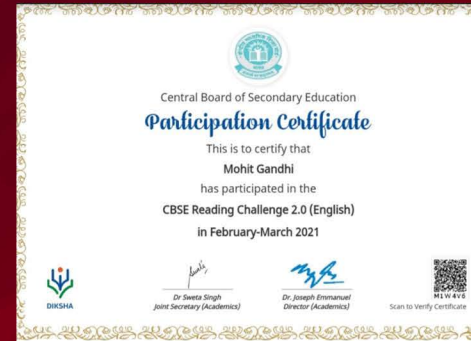 Central Board of Secondary Education
Participation Certificate
This is to certify that
Mohit Gandhi
has participated in the
CBSE Reading Challenge 2.0 (English)
in February-March 2021
DIKSHA
Dr Sweta Singh
Joint Secretary (Academics)
Dr. Joseph Emmanuel
Director (Academics)
M1W4V6
Scan to Verify Certificate